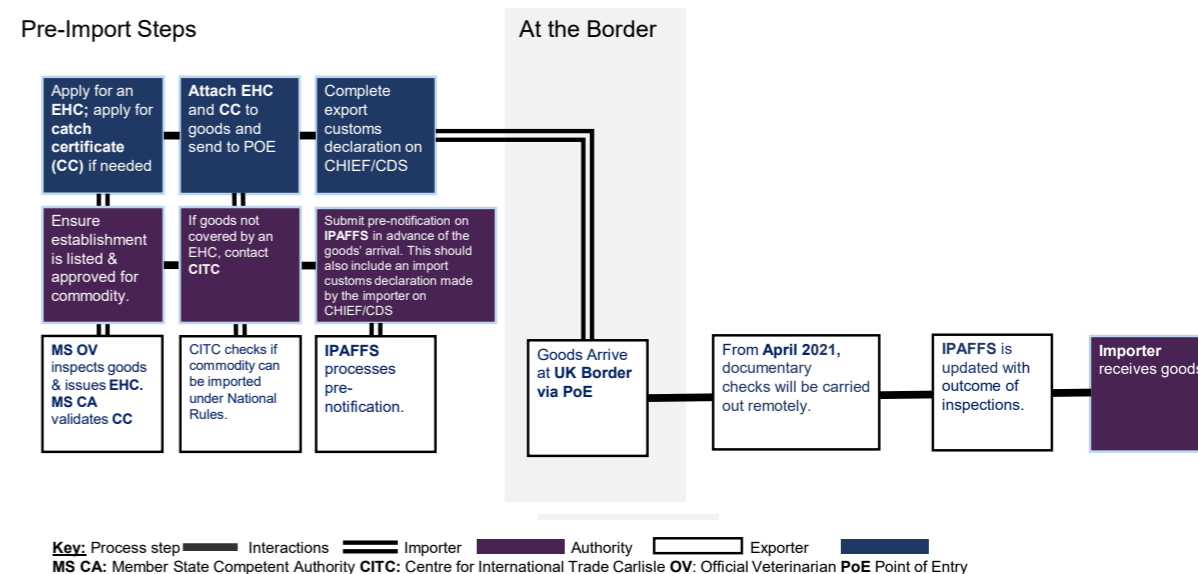 Pre-Import Steps
At the Border
Apply for an
EHC; apply for
catch
certificate
(CC) if needed
Attach EHC
and CC to
goods and
send to POE
Complete
export
customs
declaration on
CHIEF/CDS
Ensure
establishment
is listed &
approved for
commodity.
If goods not
covered by an
EHC, contact
CITC
Submit pre-notification on
IPAFFS in advance of the
goods' arrival. This should
also include an import
customs declaration made
by the importer on
CHIEF/CDS
MS OV
inspects goods
& issues EHC.
MS CA
validates CC
CITC checks if
commodity can
be imported
under National
Rules.
IPAFFS
processes
pre-
notification.
Goods Arrive
at UK Border
via PoE
From April 2021,
documentary
checks will be carried
out remotely.
IPAFFS is
updated with
outcome of
inspections.
Importer
receives goods
Key: Process step Interactions Importer Authority Exporter
MS CA: Member State Competent Authority CITC: Centre for International Trade Carlisle OV: Official Veterinarian PoE Point of Entry